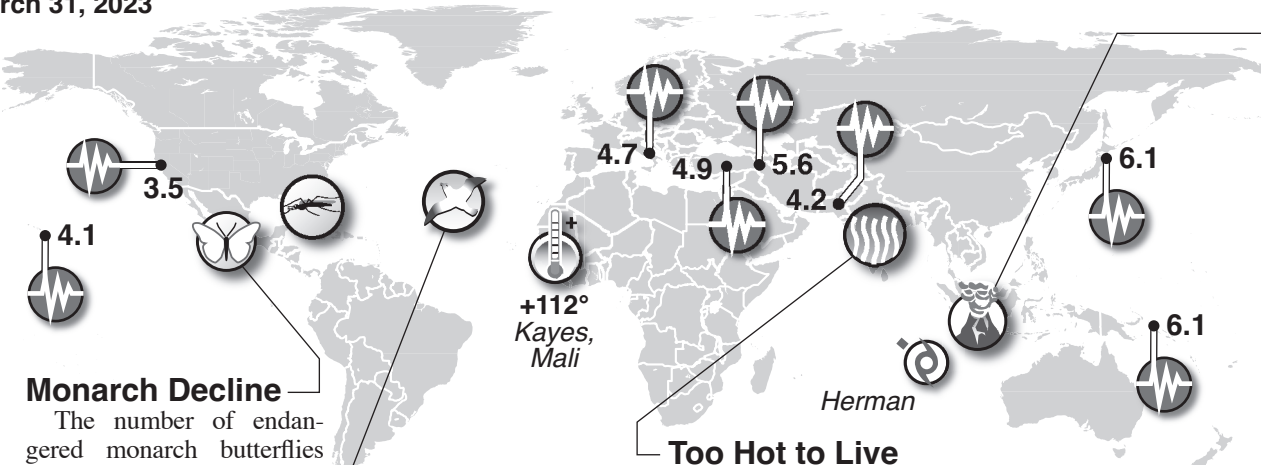 rch 31, 2023
4.7
4.9
5.6
4.2
6.1
3.5
4.1
+
+112°
Kayes,
Mali
6.1
Herman
Monarch Decline
The number of endan-
gered monarch butterflies
Too Hot to Live